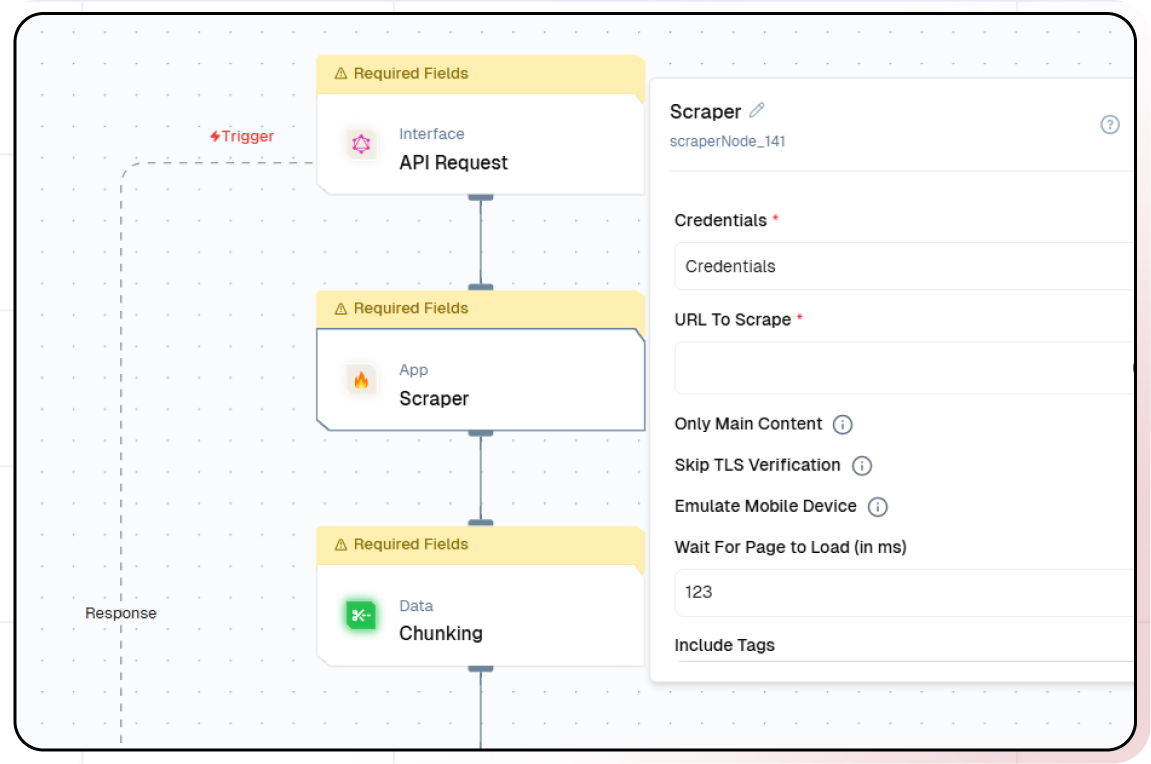 Required Fields
Trigger
Interface
API Request
Required Fields
App
Scraper
Required Fields
Data
Chunking
Response
Scraper
scraperNode_141
Credentials *
Credentials
URL To Scrape *
Only Main Content
Skip TLS Verification
Emulate Mobile Device
Wait For Page to Load (in ms)
123
Include Tags